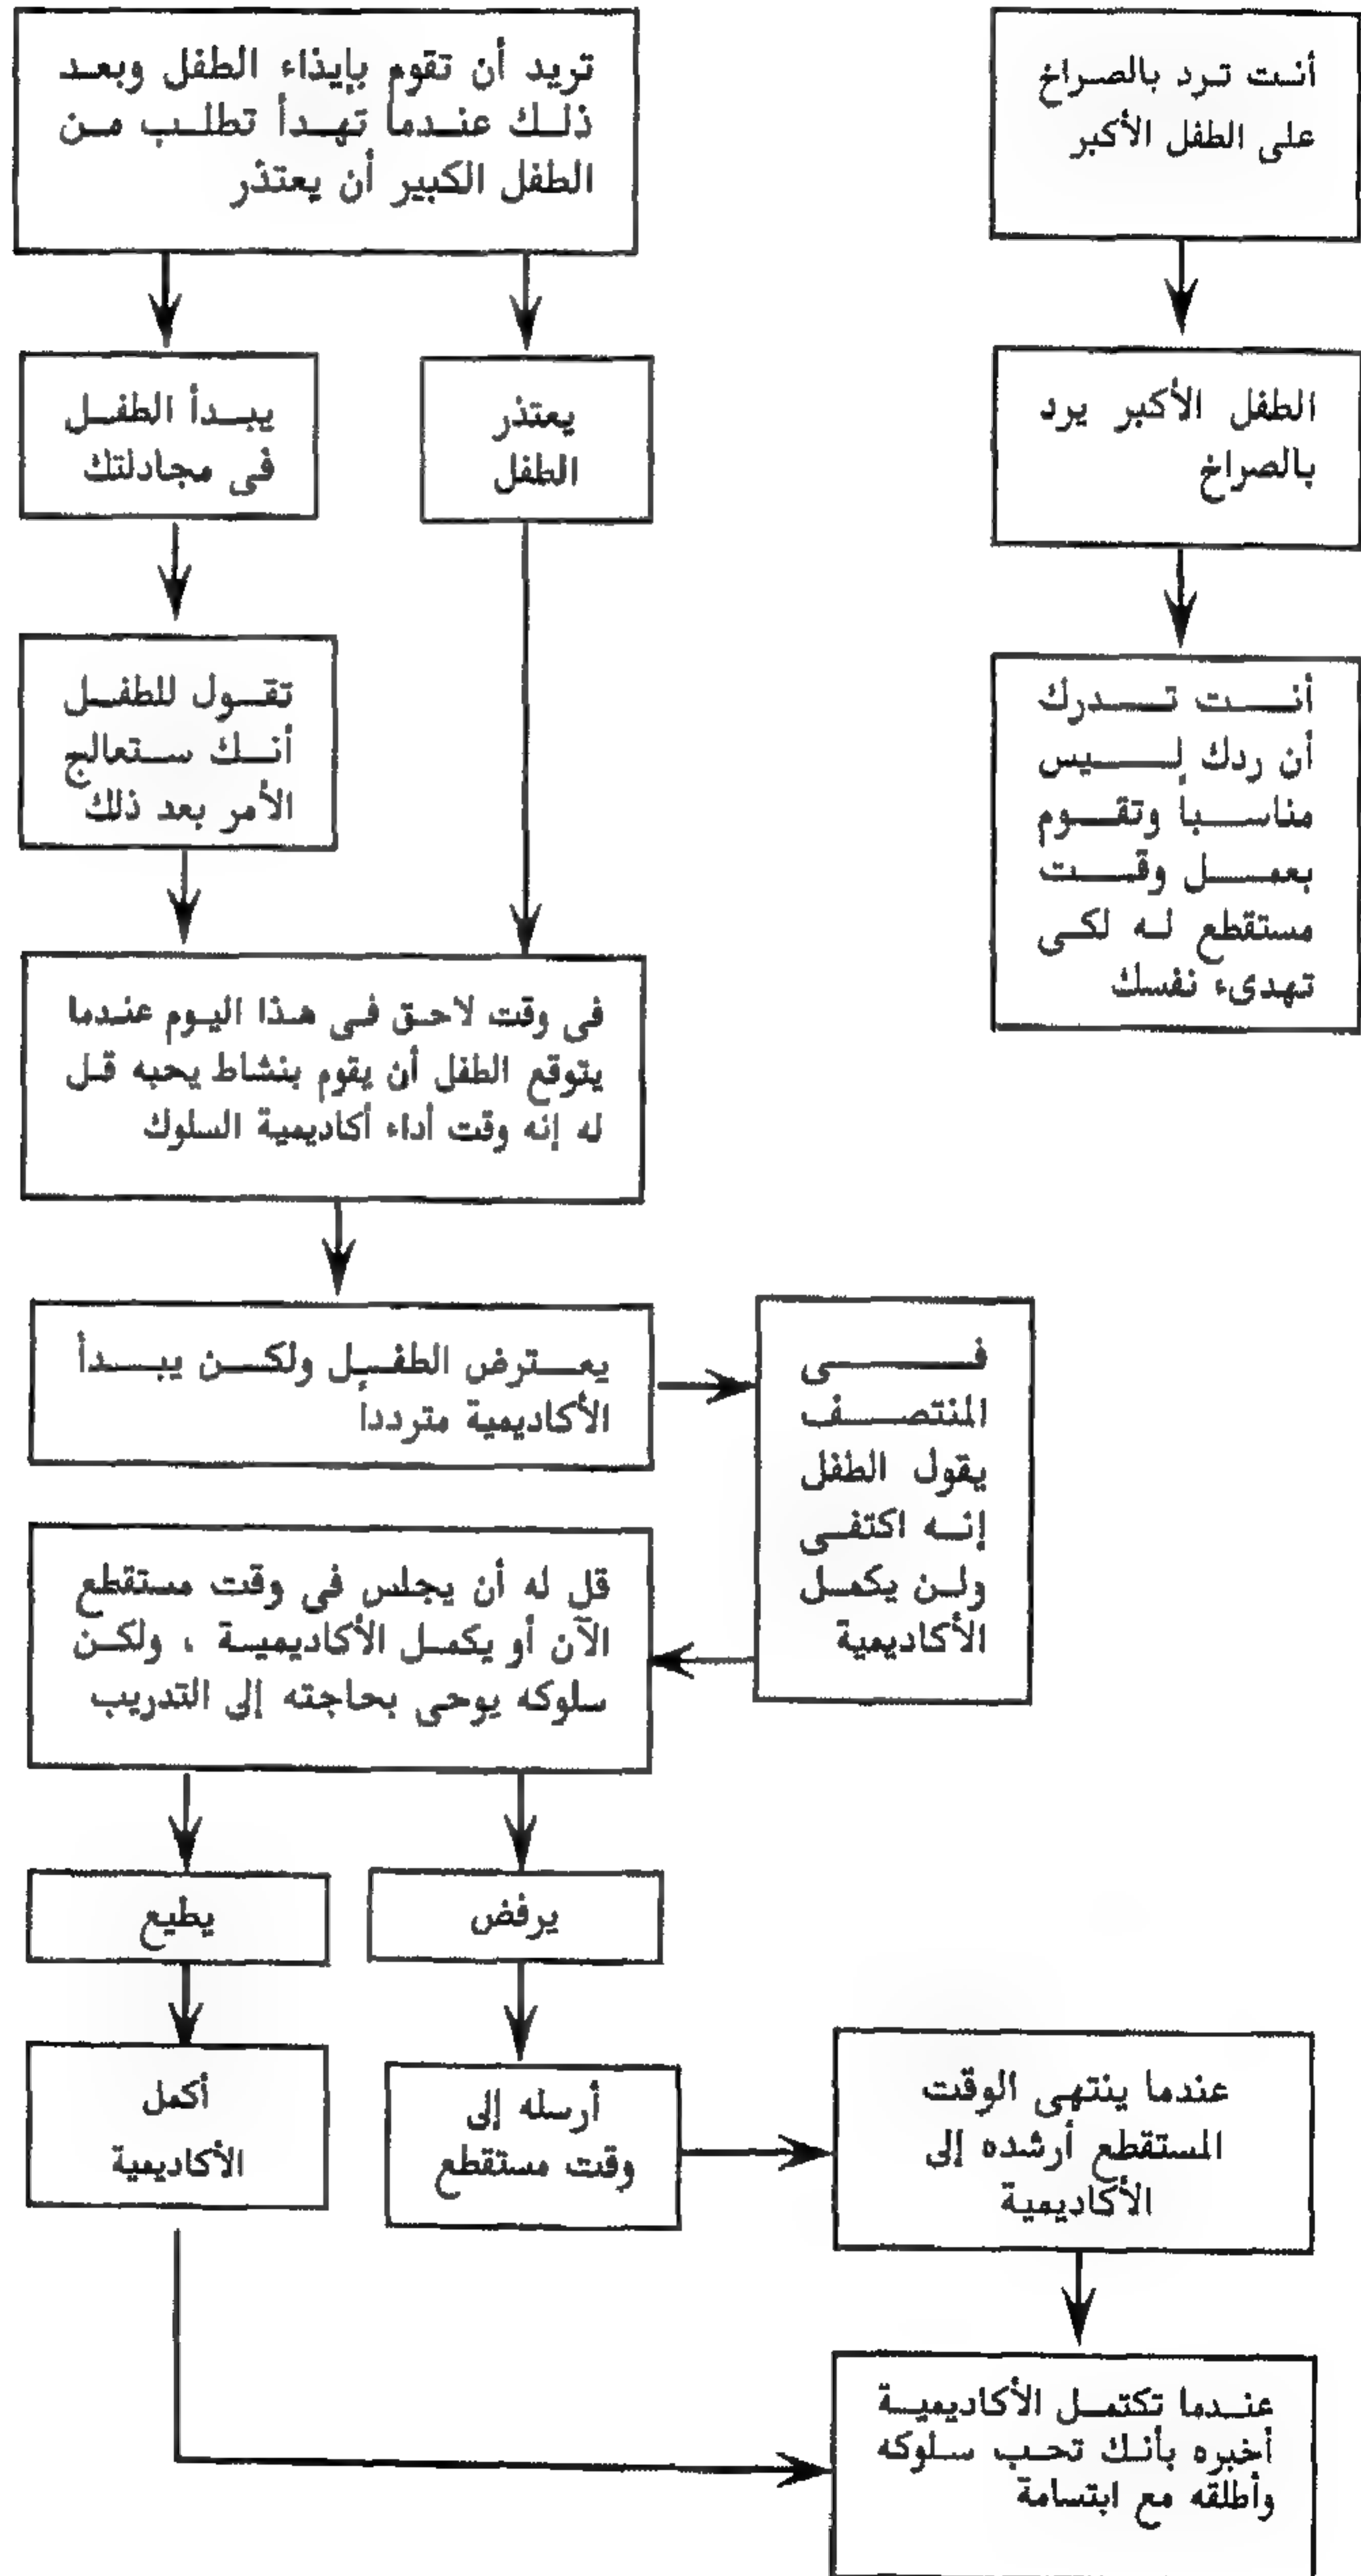 أنت ترد بالصراخ
على الطفل الأكبر
الطفل الأكبر يرد
بالصراخ
أنت تدرك
أن ردك ليس
مناسباً وتقوم
بعمل وقت
مستقطع له لكى
تهدىء نفسك
تريد أن تقوم بإيذاء الطفل وبعد
ذلك عندما تهدأ تطلب من
الطفل الكبير أن يعتذر
يعتذر
الطفل
يبدأ الطفل
فى مجادلتك
تقول للطفل
أنك ستعالج
الأمر بعد ذلك
فى وقت لاحق فى هذا اليوم عندما
يتوقع الطفل أن يقوم بنشاط يحبه قل
له إنه وقت أداء أكاديمية السلوك
يعترض الطفل ولكن يبدأ
الأكاديمية متردداً
فى
المنتصف
يقول الطفل
إنه اكتفى
ولن يكمل
الأكاديمية
قل له أن يجلس فى وقت مستقطع
الآن أو يكمل الأكاديمية ، ولكن
سلوكه يوحى بحاجته إلى التدريب
يرفض
يطيع
أرسله إلى
وقت مستقطع
أكمل
الأكاديمية
عندما ينتهى الوقت
المستقطع أرشده إلى
الأكاديمية
عندما تكتمل الأكاديمية
أخبره بأنك تحب سلوكه
وأطلقه مع ابتسامة